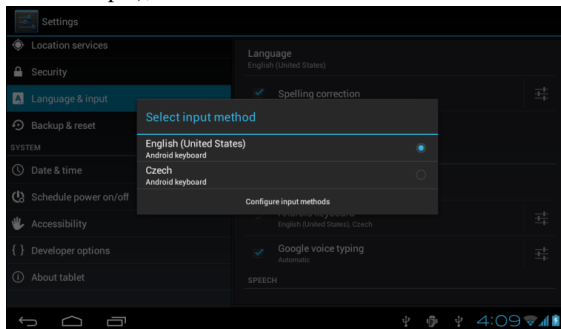 Settings
Location services
Security
Language & input
Backup & reset
SYSTEM
Date & time
Schedule power on/off
Accessibility
Developer options
About tablet
Language
English (United States)
Spelling correction
Select input method
English (United States)
Android keyboard
Czech
Android keyboard
Configure input methods
Android keyboard
English (United States), Czech
Google voice typing
Automatic
SPEECH
4:09